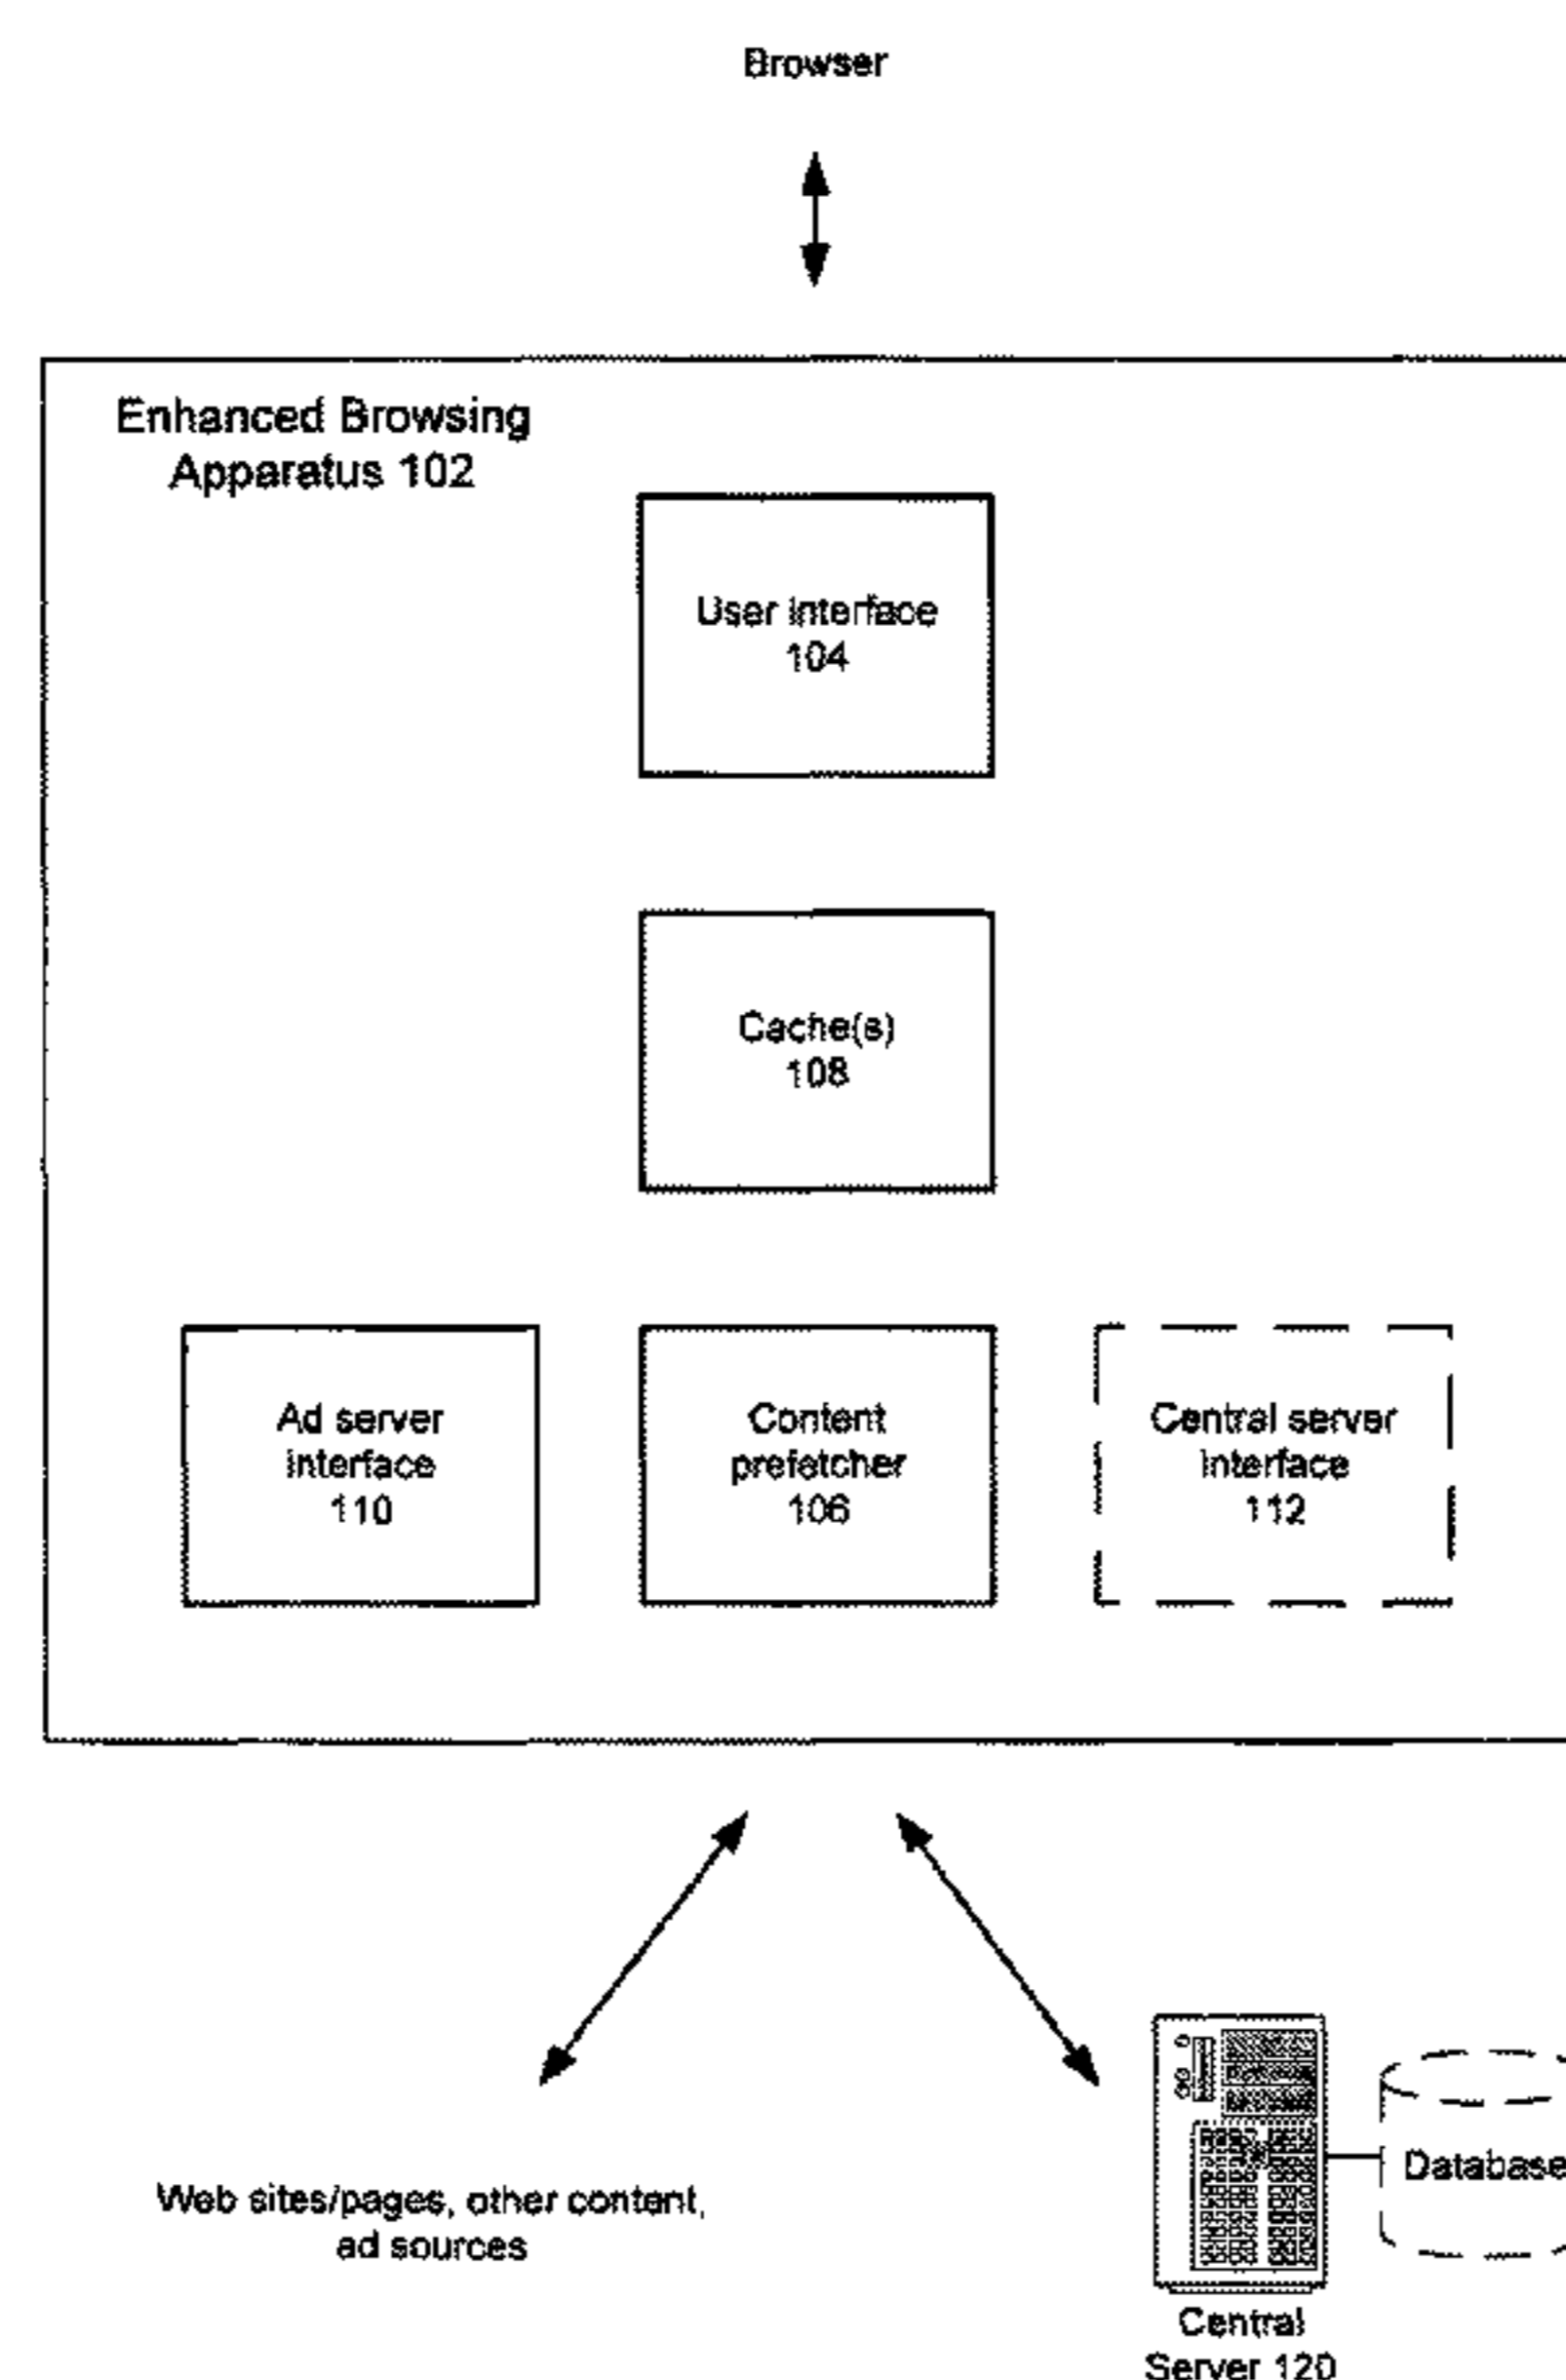 Browser
Enhanced Browsing
Apparatus 102
User interface
104
Cache(s)
108
Ad server
interface
110
Content
prefetcher
106
Central server
interface
112
Web sites/pages, other content,
ad sources
Database
Central
Server 120